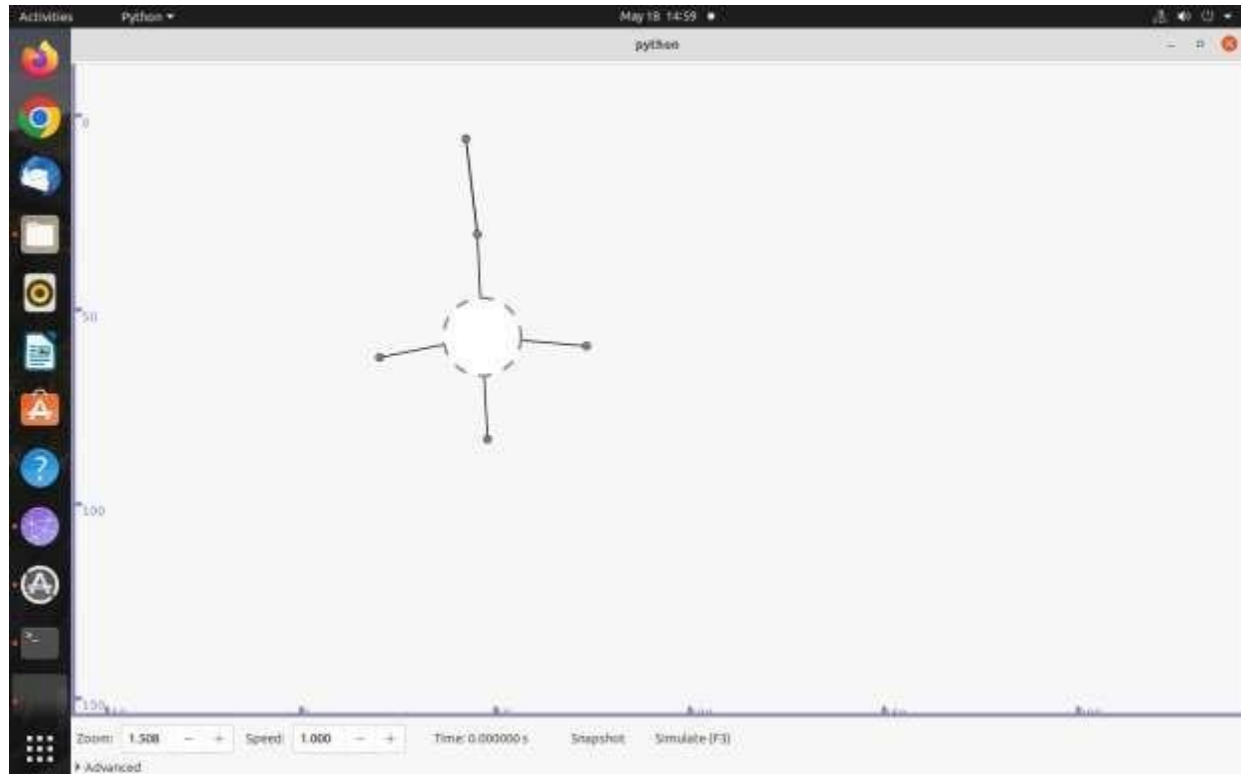 Activities Python May 18 14:59
python
0
50
100
150
Zoom: 1.508 - + Speed: 1.000 - + Time: 0.000000 s Snapshot Simulate (F3)
Advanced